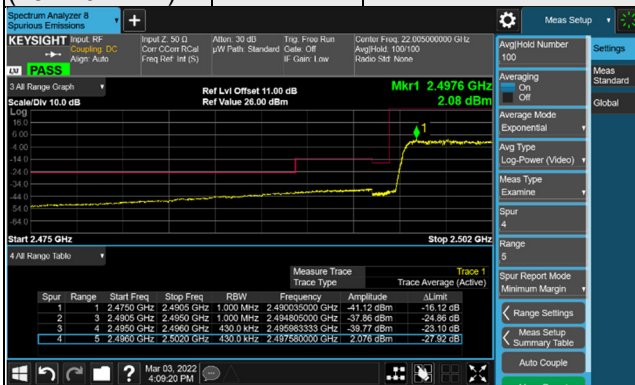 Spectrum Analyzer 8
Spurious Emissions
Meas Setup
KEYSIGHT
Input: RF
Coupling: DC
Align: Auto
Input Z: 50 Ω
Corr CCorr RCal
Freq Ref: Int (S)
Atten: 30 dB
µW Path: Standard
Trig: Free Run
Gate: Off
IF Gain: Low
Center Freq: 22.005000000 GHz
Avg|Hold: 100/100
Radio Std: None
LXI
PASS
3 All Range Graph
Scale/Div 10.0 dB
Ref Lvl Offset 11.00 dB
Ref Value 26.00 dBm
Mkr1 2.4976 GHz
2.08 dBm
Log
16.0
6.00
-4.00
-14.0
-24.0
-34.0
-44.0
-54.0
-64.0
1
Start 2.475 GHz
Stop 2.502 GHz
4 All Range Table
Measure Trace Trace 1
Trace Type Trace Average (Active)
Spur Range Start Freq Stop Freq RBW Frequency Amplitude ΔLimit
1 1 2.4750 GHz 2.4905 GHz 1.000 MHz 2.490035000 GHz -41.12 dBm -16.12 dB
2 3 2.4905 GHz 2.4950 GHz 1.000 MHz 2.494805000 GHz -37.86 dBm -24.86 dB
3 4 2.4950 GHz 2.4960 GHz 430.0 kHz 2.495983333 GHz -39.77 dBm -23.10 dB
4 5 2.4960 GHz 2.5020 GHz 430.0 kHz 2.497580000 GHz 2.076 dBm -27.92 dB
Mar 03, 2022
4:09:20 PM
Avg|Hold Number
100
Averaging
On
Off
Average Mode
Exponential
Avg Type
Log-Power (Video)
Meas Type
Examine
Spur
4
Range
5
Spur Report Mode
Minimum Margin
Range Settings
Meas Setup
Summary Table
Auto Couple
Settings
Meas
Standard
Global